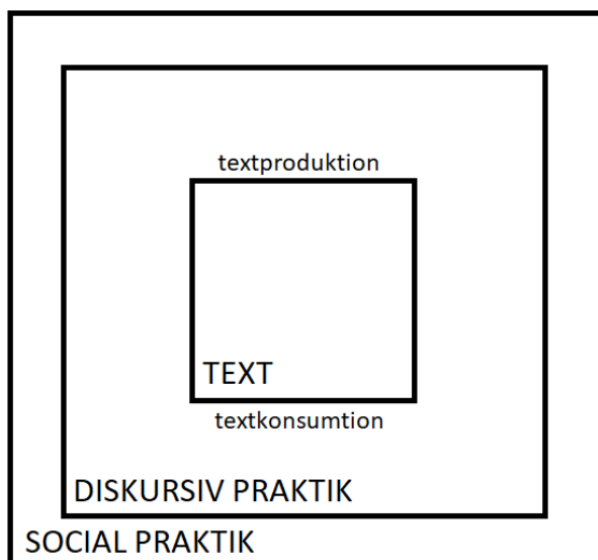 textproduktion
TEXT
textkonsumtion
DISKURSIV PRAKTIK
SOCIAL PRAKTIK